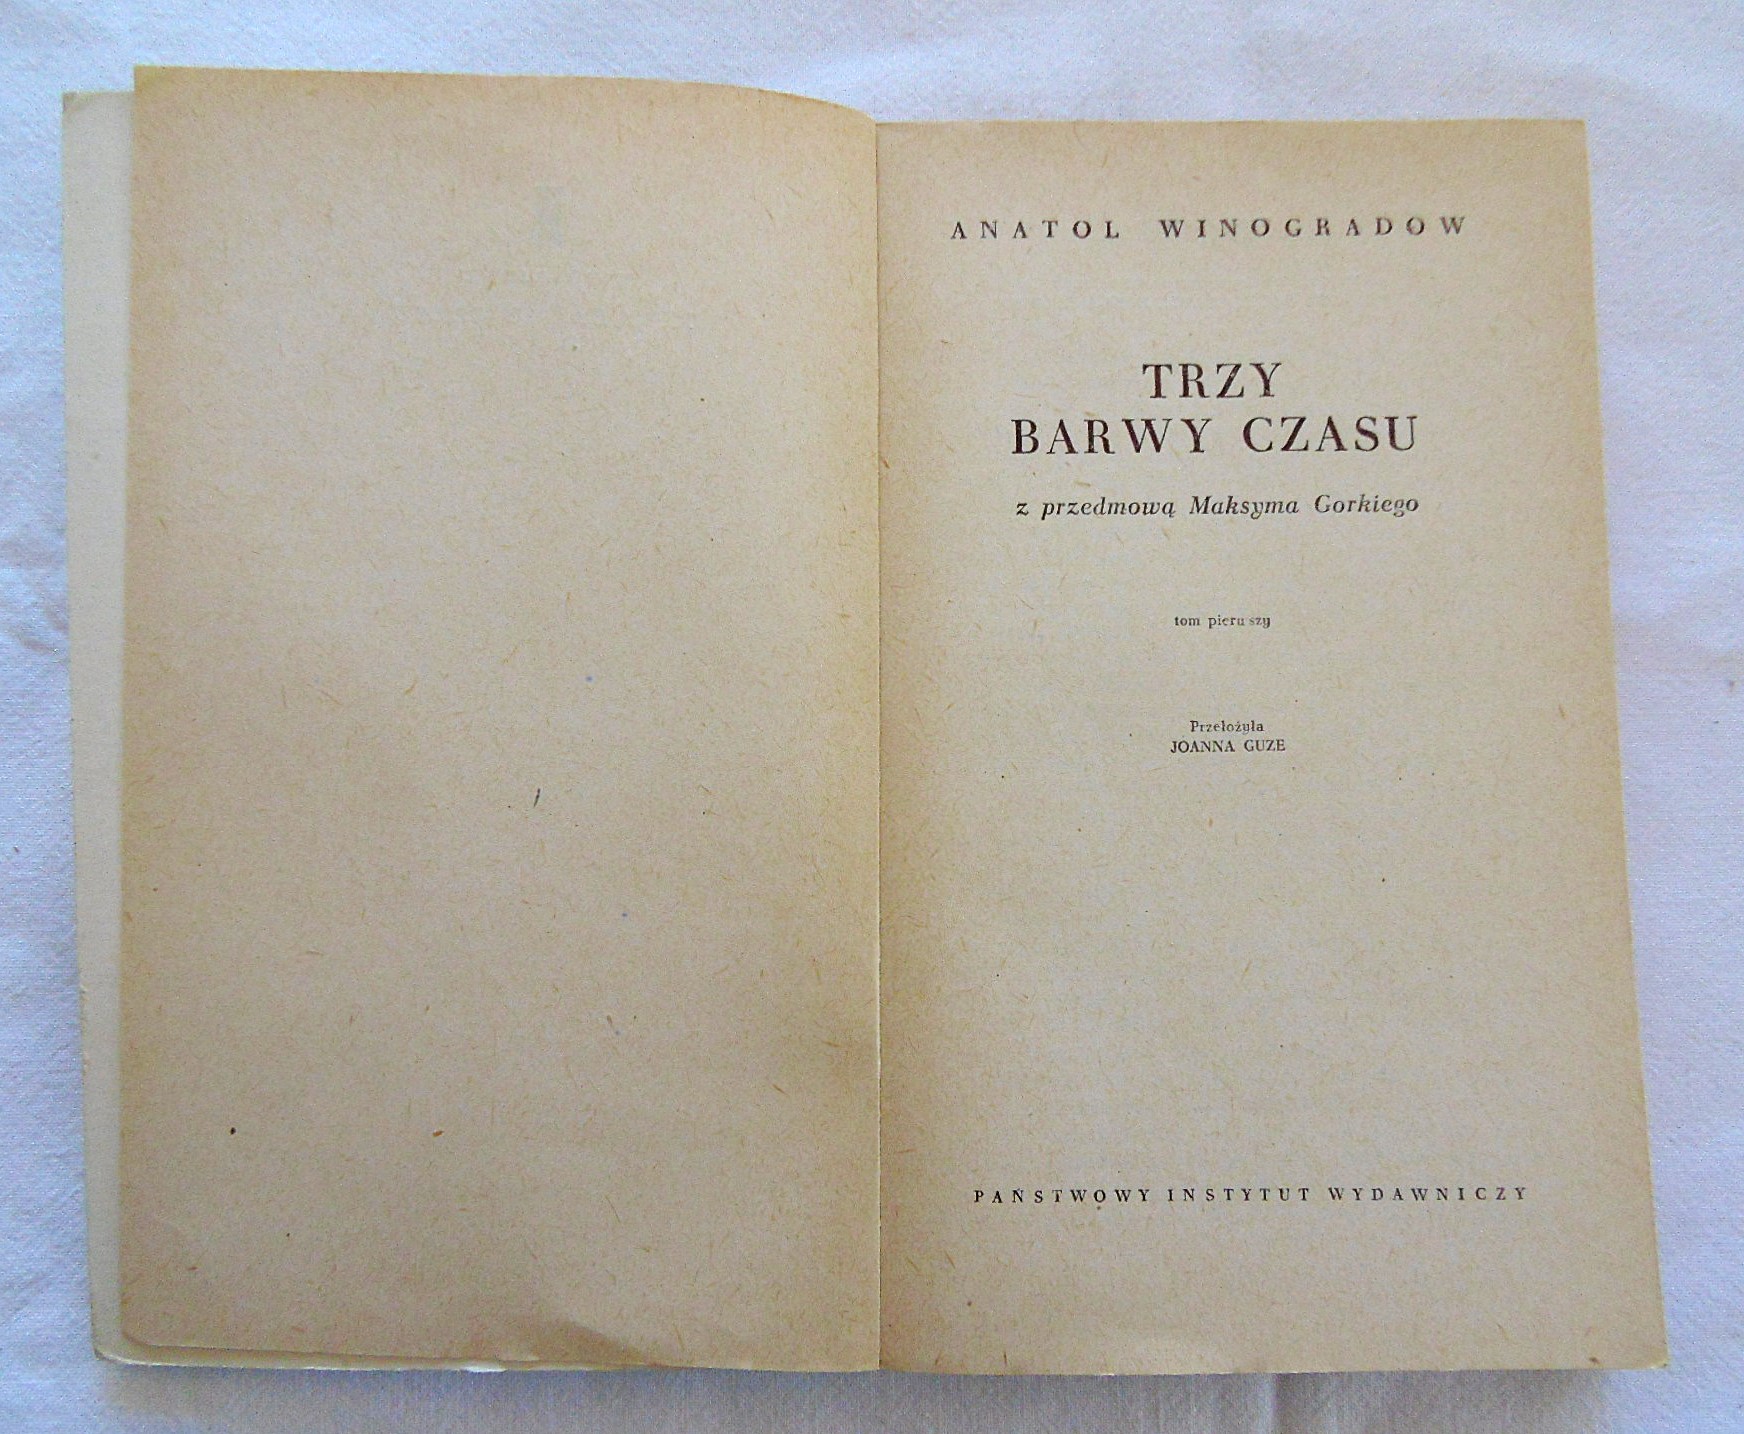 ANATOL WINOGRADOW
TRZY
BARWY CZASU
z przedmową Maksyma Gorkiego
tom pierwszy
Przełożyła
JOANNA GUZE
PAŃSTWOWY INSTYTUT WYDAWNICZY